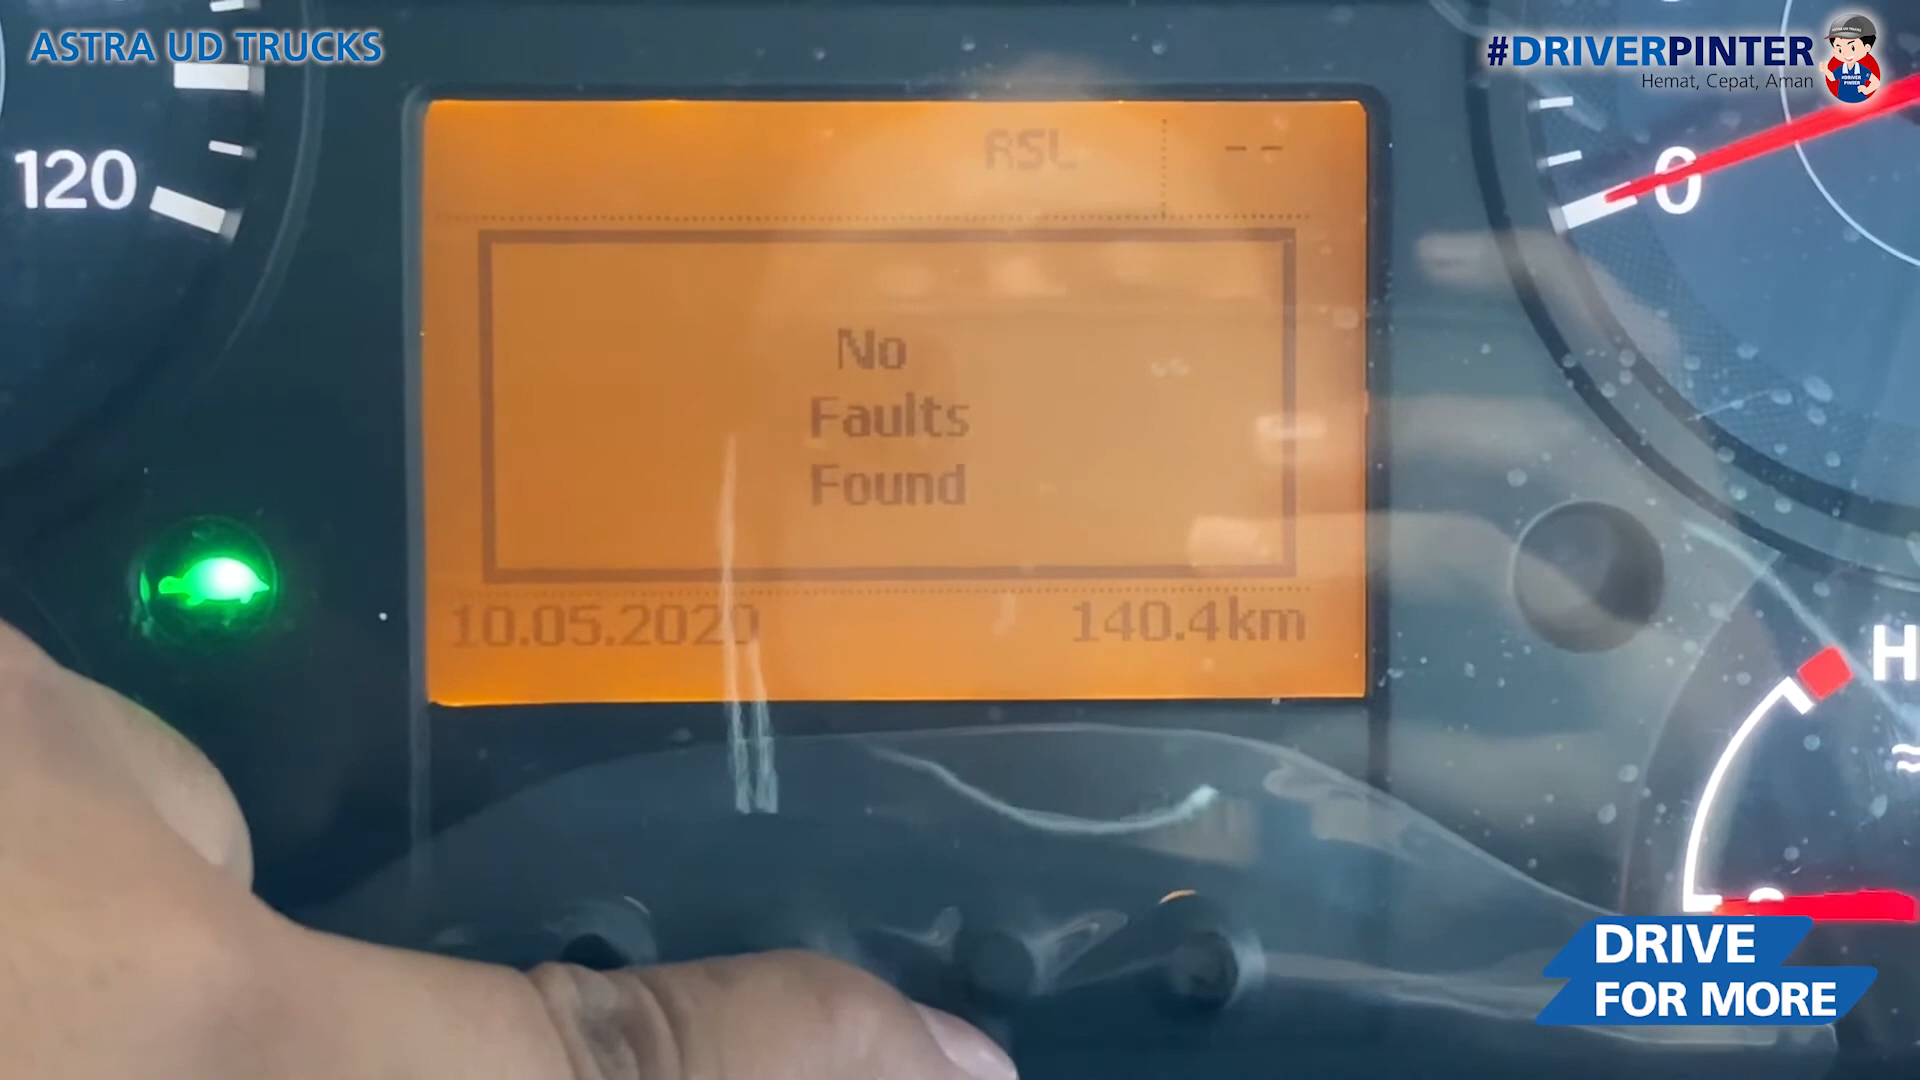 ASTRA UD TRUCKS
#DRIVERPINTER
Hemat, Cepat, Aman
120
RSL --
0
No
Faults
Found
10.05.2020 140.4km
H
DRIVE
FOR MORE